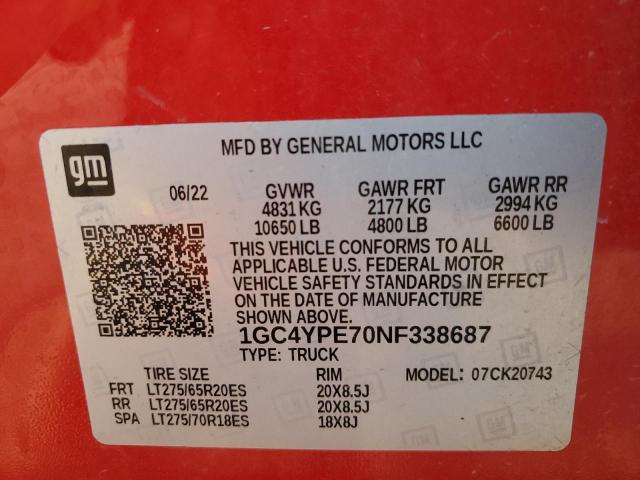 gm
MFD BY GENERAL MOTORS LLC
06/22 GVWR GAWR FRT GAWR RR
4831 KG 2177 KG 2994 KG
10650 LB 4800 LB 6600 LB
THIS VEHICLE CONFORMS TO ALL
APPLICABLE U.S. FEDERAL MOTOR
VEHICLE SAFETY STANDARDS IN EFFECT
ON THE DATE OF MANUFACTURE
SHOWN ABOVE.
1GC4YPE70NF338687
TYPE: TRUCK
TIRE SIZE RIM MODEL: 07CK20743
FRT LT275/65R20ES 20X8.5J
RR LT275/65R20ES 20X8.5J
SPA LT275/70R18ES 18X8J